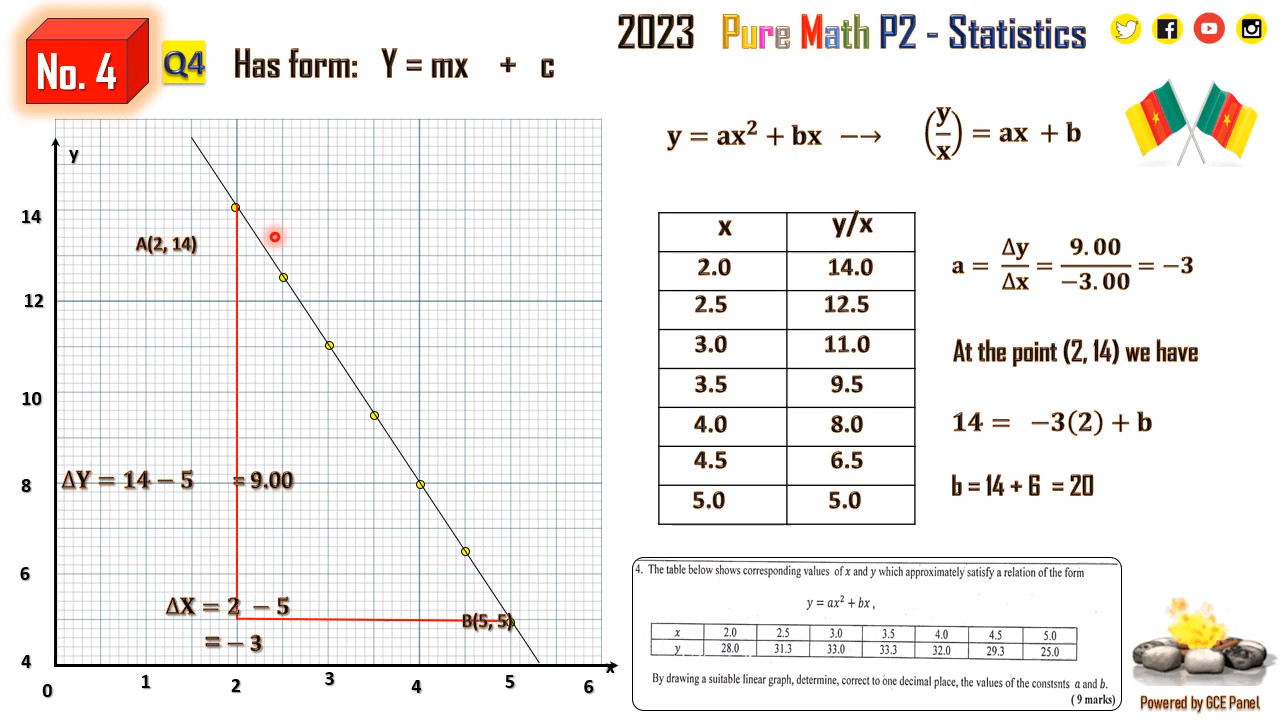 2023 Pure Math P2 - Statistics
No. 4
Q4
Has form: Y = mx + c
y = ax² + bx --→ (y/x) = ax + b
y
14
12
10
8
6
4
0 1 2 3 4 5 6
x
A(2, 14)
B(5, 5)
ΔY = 14 − 5 = 9.00
ΔX = 2 − 5
= − 3
x y/x
2.0 14.0
2.5 12.5
3.0 11.0
3.5 9.5
4.0 8.0
4.5 6.5
5.0 5.0
a = Δy/Δx = 9.00/−3.00 = −3
At the point (2, 14) we have
14 = −3(2) + b
b = 14 + 6 = 20
4. The table below shows corresponding values of x and y which approximately satisfy a relation of the form
y = ax² + bx ,
x 2.0 2.5 3.0 3.5 4.0 4.5 5.0
y 28.0 31.3 33.0 33.3 32.0 29.3 25.0
By drawing a suitable linear graph, determine, correct to one decimal place, the values of the constsnts a and b.
( 9 marks)
Powered by GCE Panel